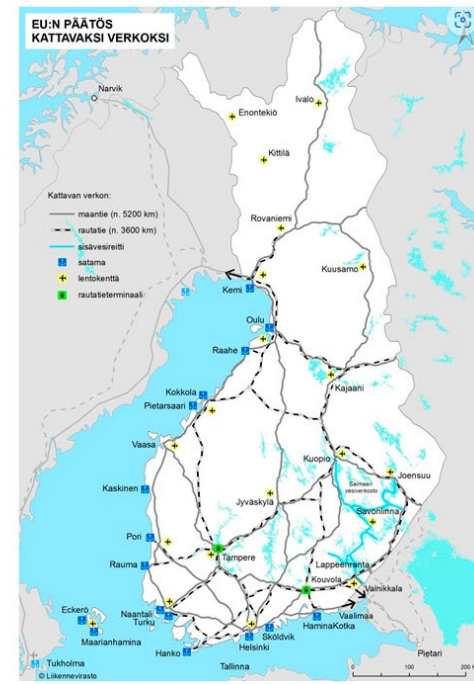 EU:N PÄÄTÖS
KATTAVAKSI VERKOKSI
Narvik
Ivalo
Enontekiö
Kittilä
Kattavan verkon:
maantie (n. 5200 km)
rautatie (n. 3600 km)
sisävesireitti
satama
lentokenttä
rautatieterminaali
Rovaniemi
Kuusamo
Kemi
Oulu
Raahe
Kajaani
Kokkola
Pietarsaari
Vaasa
Kuopio
Joensuu
Kaskinen
Jyväskylä
Saimaan
vesiverkosto
Savonlinna
Pori
Tampere
Rauma
Lappeenranta
Kouvola
Vainikkala
Eckerö
Naantali
Turku
Vaalimaa
HaminaKotka
Maarianhamina
Sköldvik
Helsinki
Hanko
Pietari
Tukholma
Tallinna
0
100
200
© Liikennevirasto